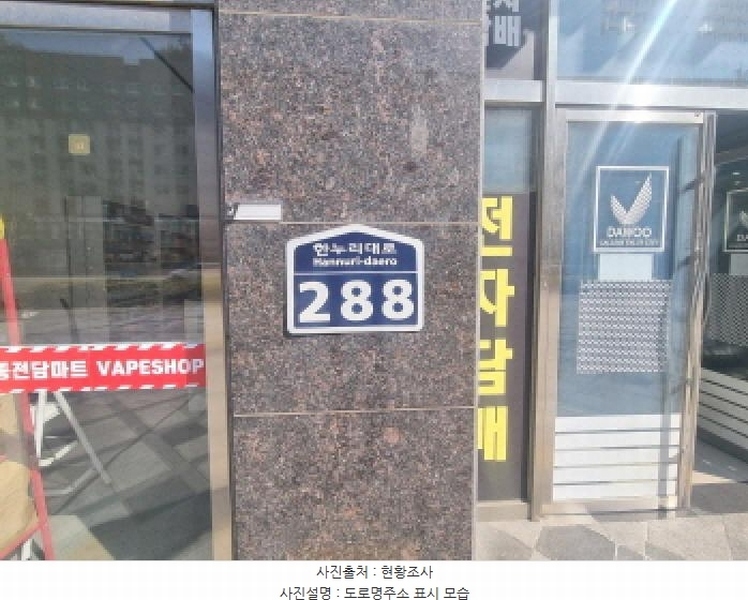 배
한누리대로
Hannuri-daero
288
전자담배
DAWOO
동전담마트 VAPESHOP
사진출처 : 현황조사
사진설명 : 도로명주소 표시 모습